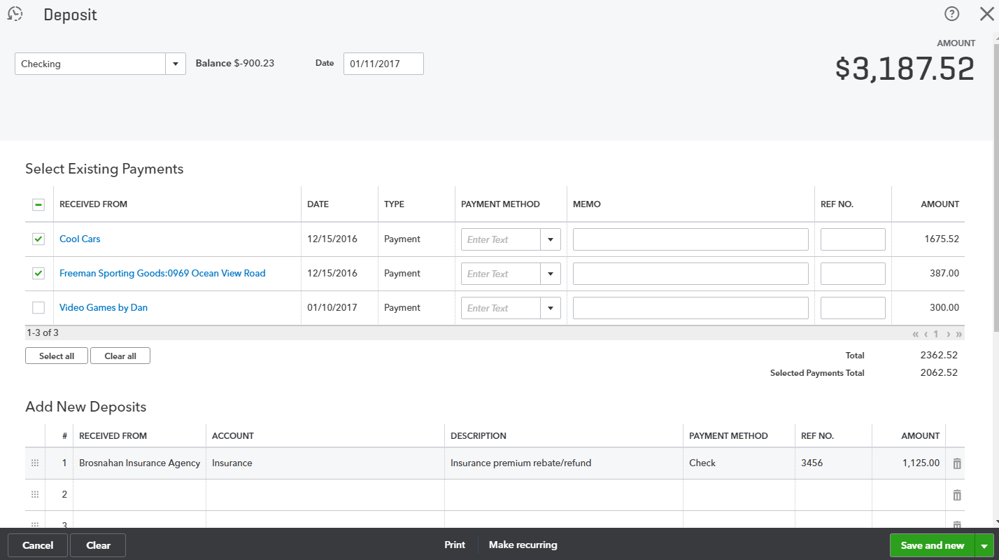 Deposit
AMOUNT
$3,187.52
Checking Balance $-900.23 Date 01/11/2017
Select Existing Payments
RECEIVED FROM DATE TYPE PAYMENT METHOD MEMO REF NO. AMOUNT
Cool Cars 12/15/2016 Payment Enter Text 1675.52
Freeman Sporting Goods:0969 Ocean View Road 12/15/2016 Payment Enter Text 387.00
Video Games by Dan 01/10/2017 Payment Enter Text 300.00
1-3 of 3 « ‹ 1 › »
Select all Clear all Total 2362.52
Selected Payments Total 2062.52
Add New Deposits
# RECEIVED FROM ACCOUNT DESCRIPTION PAYMENT METHOD REF NO. AMOUNT
1 Brosnahan Insurance Agency Insurance Insurance premium rebate/refund Check 3456 1,125.00
2
3
Cancel Clear Print Make recurring Save and new